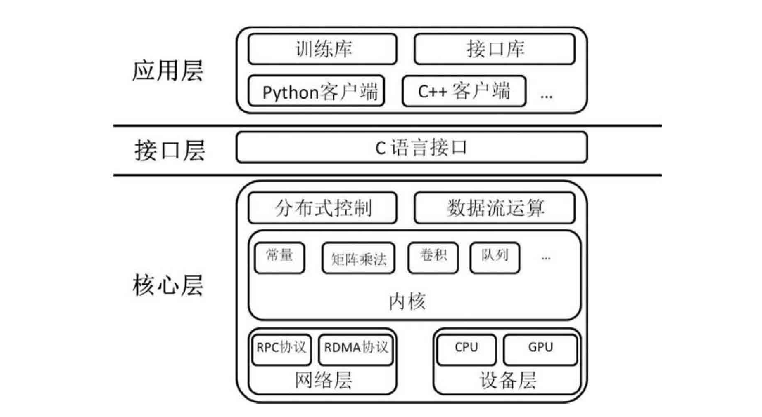 训练库 接口库
应用层
Python客户端 C++ 客户端 ...
接口层 C 语言接口
分布式控制 数据流运算
常量 矩阵乘法 卷积 队列 ...
核心层
内核
RPC协议 RDMA协议 CPU GPU
网络层 设备层